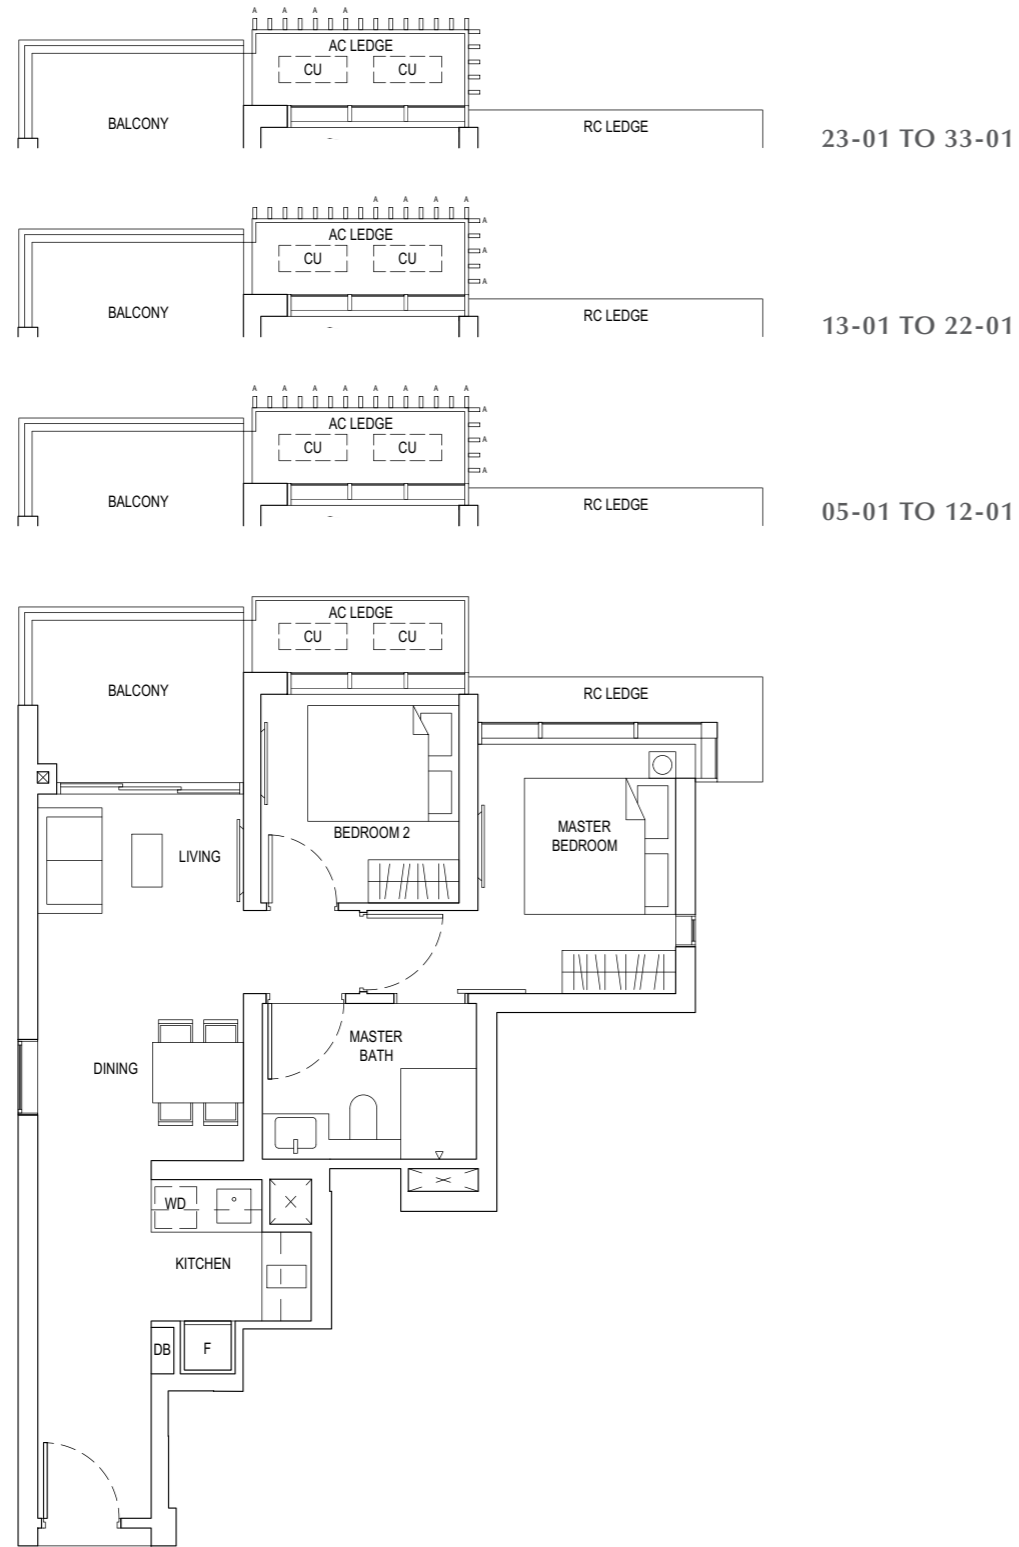 A A A A
AC LEDGE
CU CU
BALCONY
RC LEDGE
23-01 TO 33-01
A A A A
A
AC LEDGE
A
CU CU
A
BALCONY
RC LEDGE
13-01 TO 22-01
A A A A A A A A
A
AC LEDGE
A
CU CU
A
BALCONY
RC LEDGE
05-01 TO 12-01
AC LEDGE
CU CU
BALCONY
RC LEDGE
BEDROOM 2
MASTER
BEDROOM
LIVING
MASTER
BATH
DINING
WD
KITCHEN
DB
F